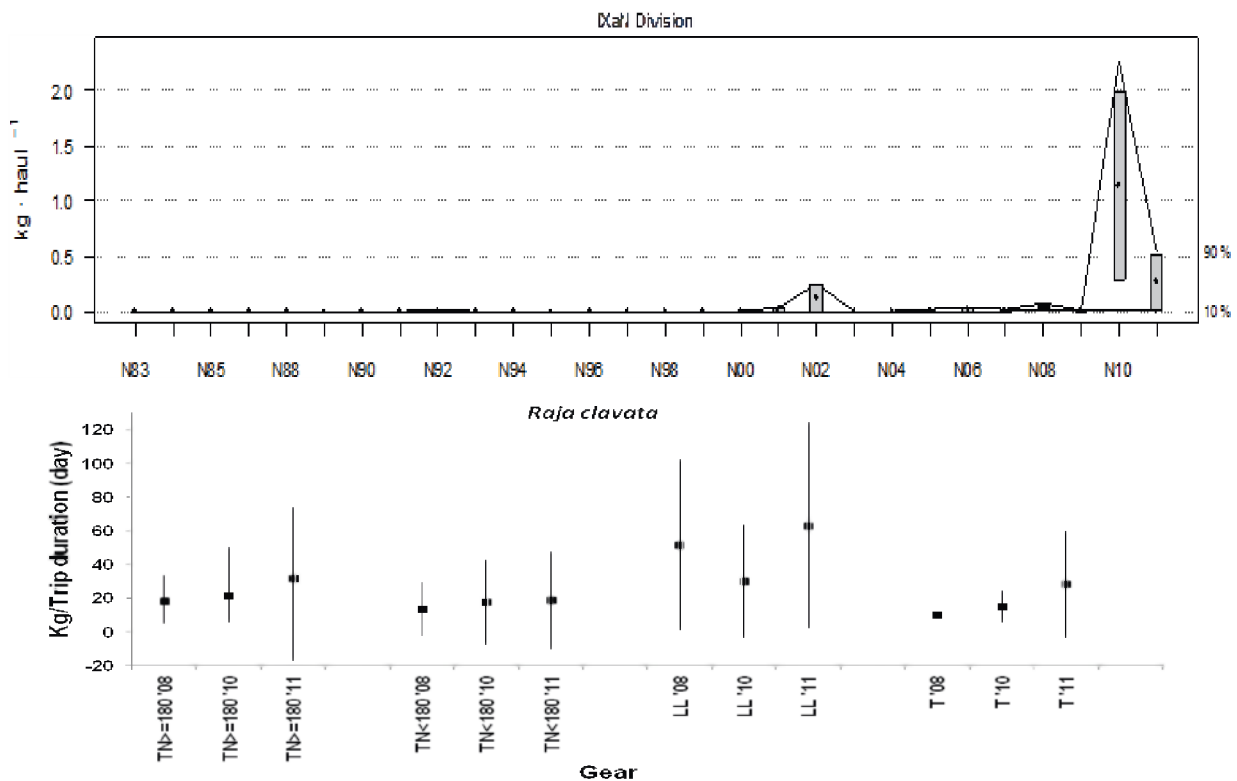 IXaN Division
kg · haul ⁻¹
2.0
1.5
1.0
0.5
0.0
90 %
10 %
N83 N85 N88 N90 N92 N94 N96 N98 N00 N02 N04 N06 N08 N10
Raja clavata
Kg/Trip duration (day)
120
100
80
60
40
20
0
-20
TN>=180 '08
TN>=180 '10
TN>=180 '11
TN<180 '08
TN<180 '10
TN<180 '11
LL '08
LL '10
LL '11
T '08
T '10
T '11
Gear